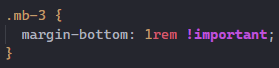 .mb-3 {
  margin-bottom: 1rem !important;
}